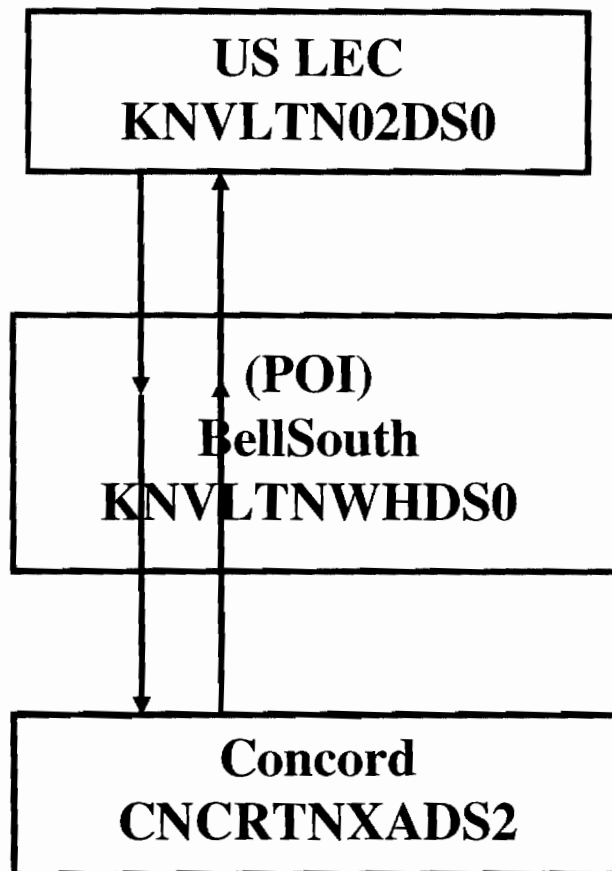 US LEC
KNVLTN02DS0
(POI)
BellSouth
KNVLTNWHDS0
Concord
CNCRTNXADS2